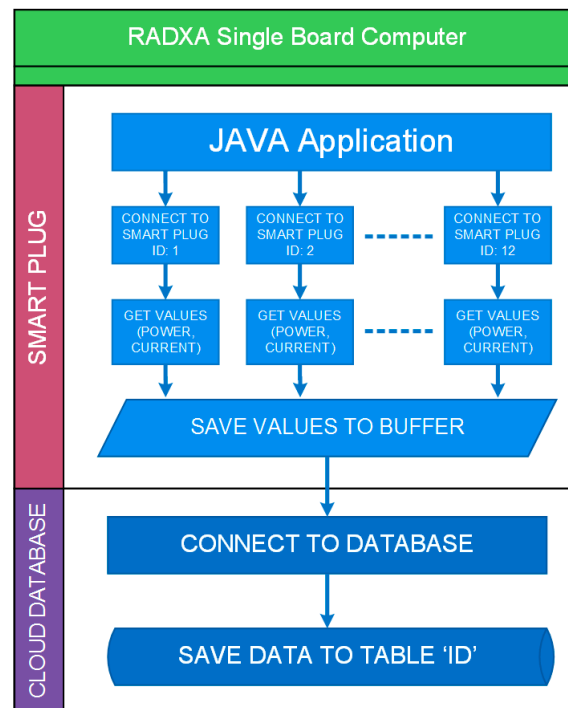 RADXA Single Board Computer
SMART PLUG
JAVA Application
CONNECT TO
SMART PLUG
ID: 1
CONNECT TO
SMART PLUG
ID: 2
CONNECT TO
SMART PLUG
ID: 12
GET VALUES
(POWER,
CURRENT)
GET VALUES
(POWER,
CURRENT)
GET VALUES
(POWER,
CURRENT)
SAVE VALUES TO BUFFER
CLOUD DATABASE
CONNECT TO DATABASE
SAVE DATA TO TABLE ‘ID’